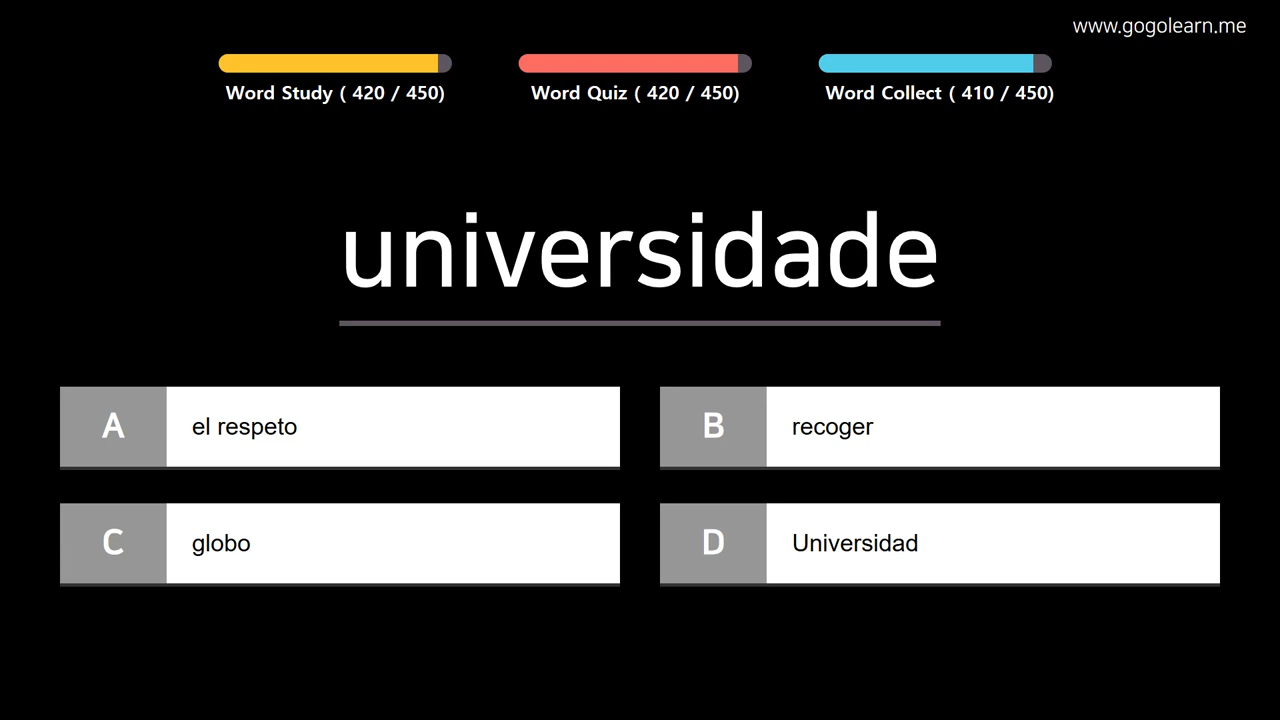 www.gogolearn.me
Word Study ( 420 / 450)
Word Quiz ( 420 / 450)
Word Collect ( 410 / 450)
universidade
A el respeto
B recoger
C globo
D Universidad